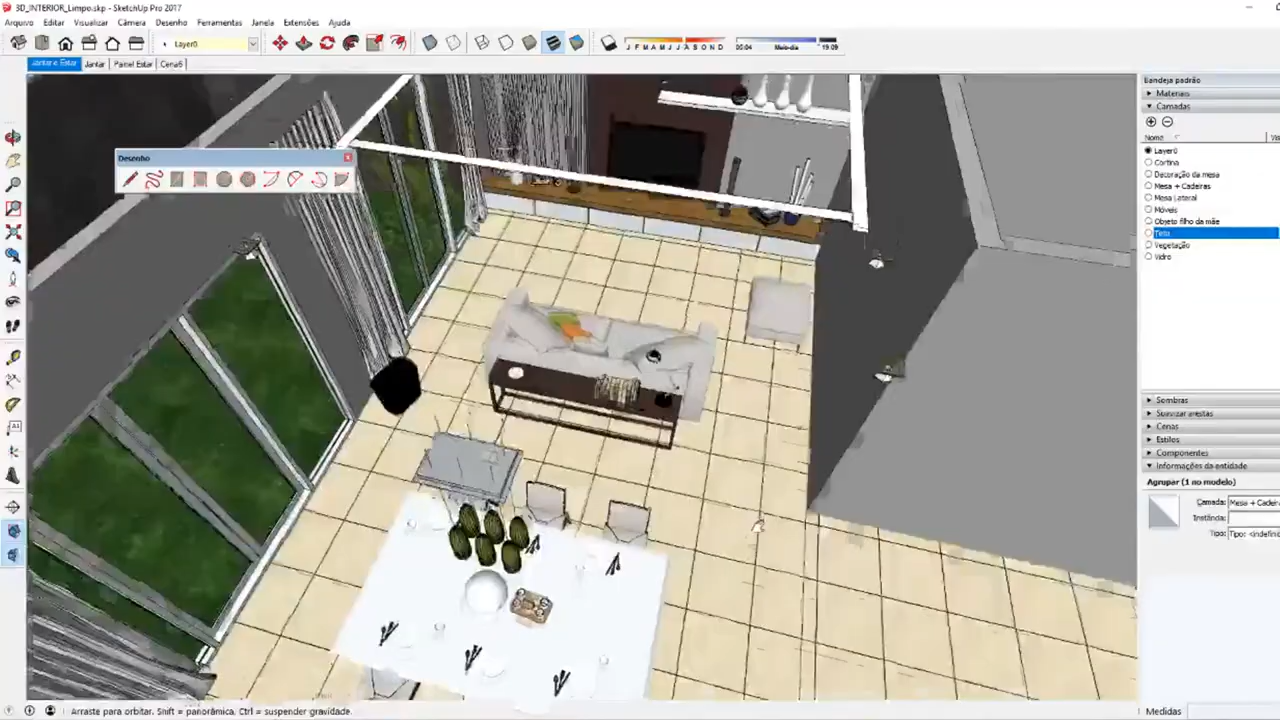 3D_INTERIOR_Limpo.skp - SketchUp Pro 2017
Arquivo Editar Visualizar Câmera Desenho Ferramentas Janela Extensões Ajuda
Layer0
J F M A M J J A S O N D
05:04 Meio-dia 19:09
Jantar e Estar Jantar Painel Estar Cena6
Desenho
Bandeja padrão
Materiais
Camadas
Nome Vis
Layer0
Cortina
Decoração da mesa
Mesa + Cadeiras
Mesa Lateral
Móveis
Objeto filho da mãe
Teto
Vegetação
Vidro
Sombras
Suavizar arestas
Cenas
Estilos
Componentes
Informações da entidade
Agrupar (1 no modelo)
Camada: Mesa + Cadeira
Instância:
Tipo: Tipo: <indefinid
Arraste para orbitar. Shift = panorâmica, Ctrl = suspender gravidade.
Medidas